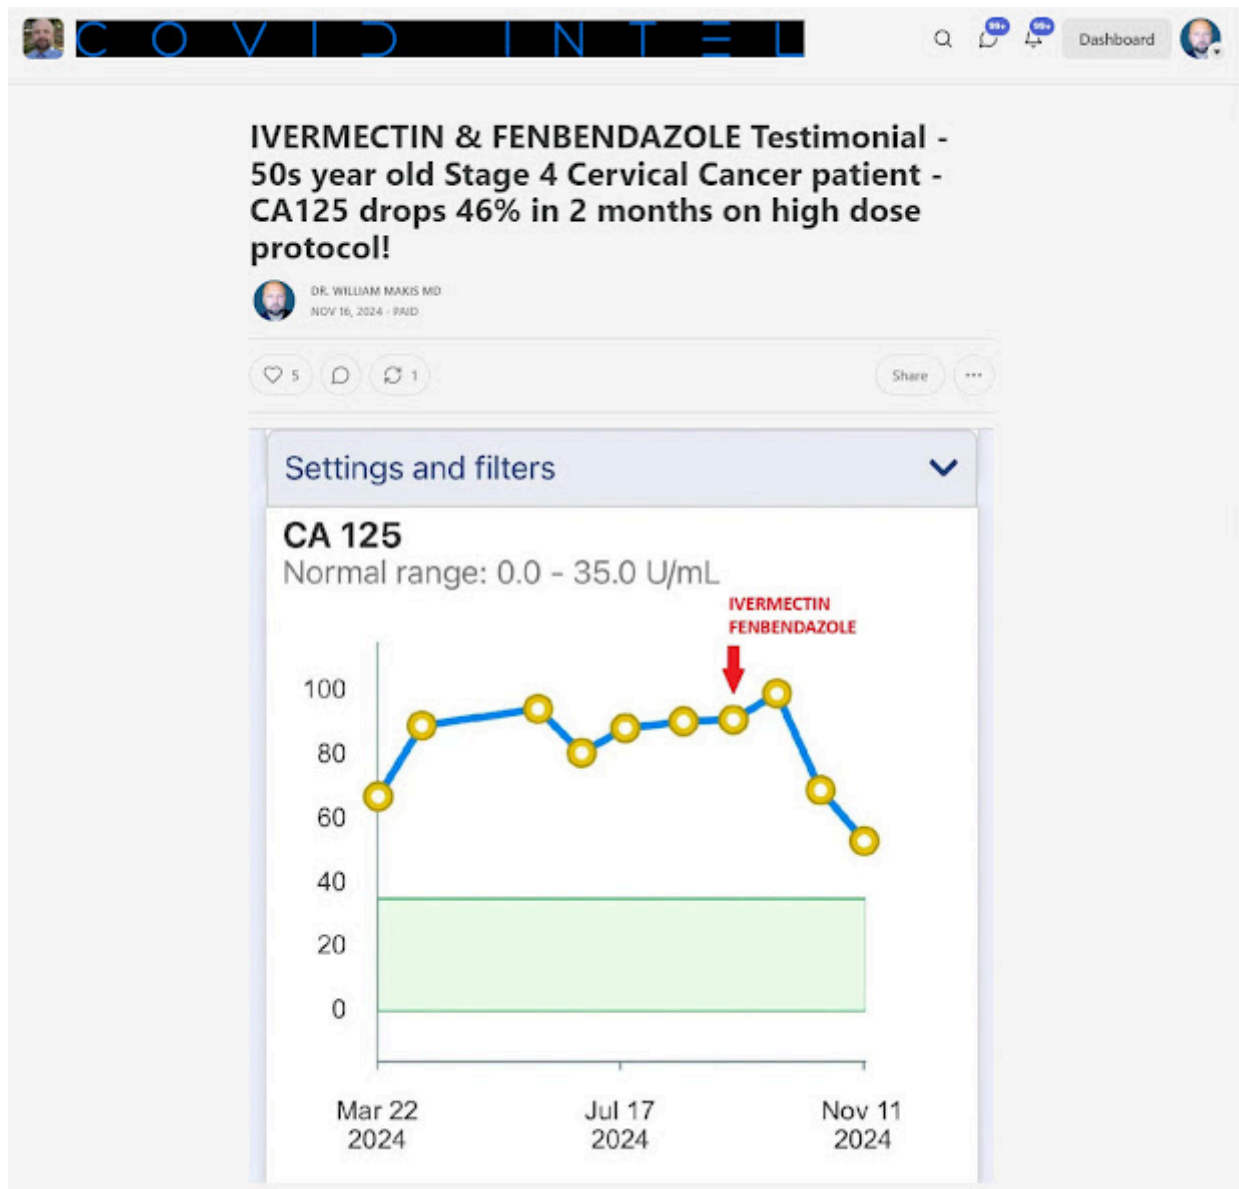 COVID INTEL
99+
99+
Dashboard
IVERMECTIN & FENBENDAZOLE Testimonial -
50s year old Stage 4 Cervical Cancer patient -
CA125 drops 46% in 2 months on high dose
protocol!
DR. WILLIAM MAKIS MD
NOV 16, 2024 · PAID
5
1
Share
Settings and filters
CA 125
Normal range: 0.0 – 35.0 U/mL
IVERMECTIN
FENBENDAZOLE
100
80
60
40
20
0
Mar 22 2024
Jul 17 2024
Nov 11 2024